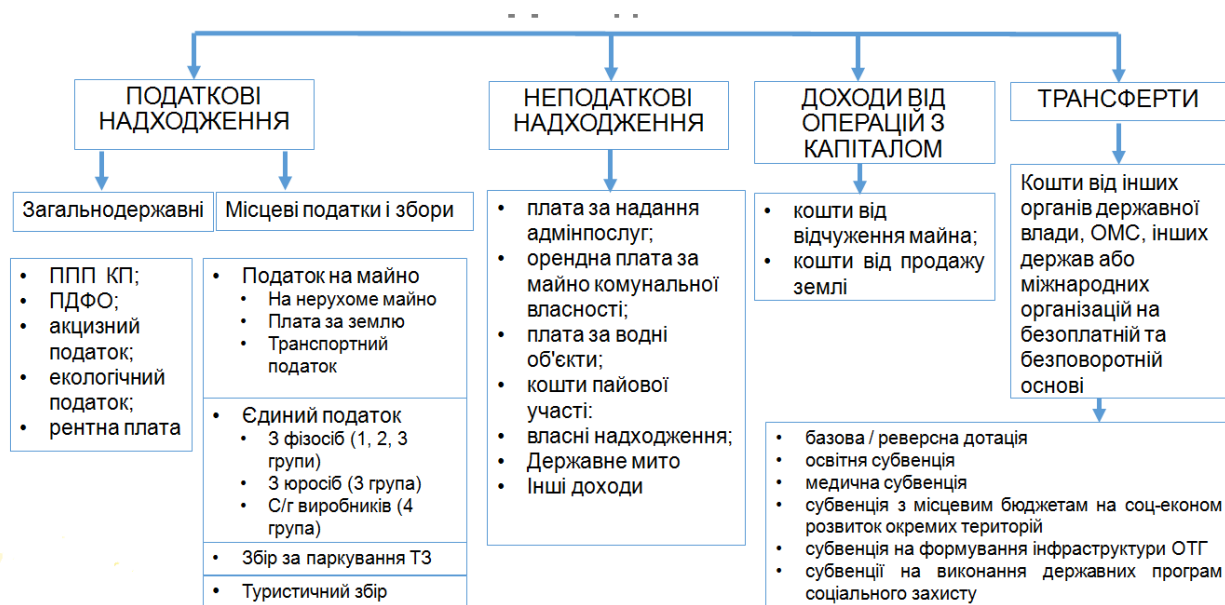 ПОДАТКОВІ
НАДХОДЖЕННЯ
НЕПОДАТКОВІ
НАДХОДЖЕННЯ
ДОХОДИ ВІД
ОПЕРАЦІЙ З
КАПІТАЛОМ
ТРАНСФЕРТИ
Загальнодержавні
Місцеві податки і збори
• ППП КП;
• ПДФО;
• акцизний
податок;
• екологічний
податок;
• рентна плата
• Податок на майно
• На нерухоме майно
• Плата за землю
• Транспортний
податок
• Єдиний податок
• З фізосіб (1, 2, 3
групи)
• З юросіб (3 група)
• С/г виробників (4
група)
• Збір за паркування ТЗ
• Туристичний збір
• плата за надання
адмінпослуг;
• орендна плата за
майно комунальної
власності;
• плата за водні
об'єкти;
• кошти пайової
участі:
• власні надходження;
• Державне мито
• Інші доходи
• кошти від
відчуження майна;
• кошти від продажу
землі
Кошти від інших
органів державної
влади, ОМС, інших
держав або
міжнародних
організацій на
безоплатній та
безповоротній
основі
• базова / реверсна дотація
• освітня субвенція
• медична субвенція
• субвенція з місцевим бюджетам на соц-економ
розвиток окремих територій
• субвенція на формування інфраструктури ОТГ
• субвенції на виконання державних програм
соціального захисту